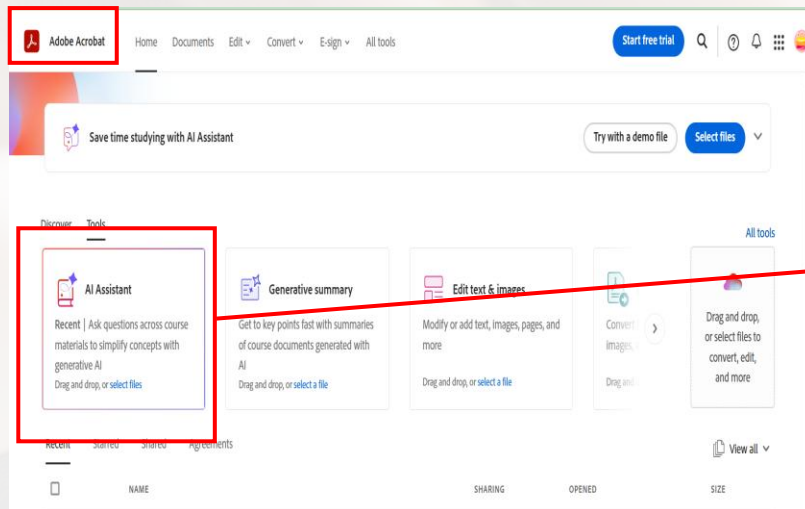 Adobe Acrobat Home Documents Edit Convert E-sign All tools Start free trial
Save time studying with AI Assistant Try with a demo file Select files
Discover Tools All tools
AI Assistant
Recent | Ask questions across course
materials to simplify concepts with
generative AI
Drag and drop, or select files
Generative summary
Get to key points fast with summaries
of course documents generated with
AI
Drag and drop, or select a file
Edit text & images
Modify or add text, images, pages, and
more
Drag and drop, or select a file
Convert
images,
Drag and
Drag and drop,
or select files to
convert, edit,
and more
Recent Starred Shared Agreements View all
NAME SHARING OPENED SIZE